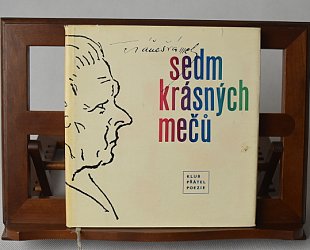 sedm
krásných
mečů
KLUB
PŘÁTEL
POEZIE